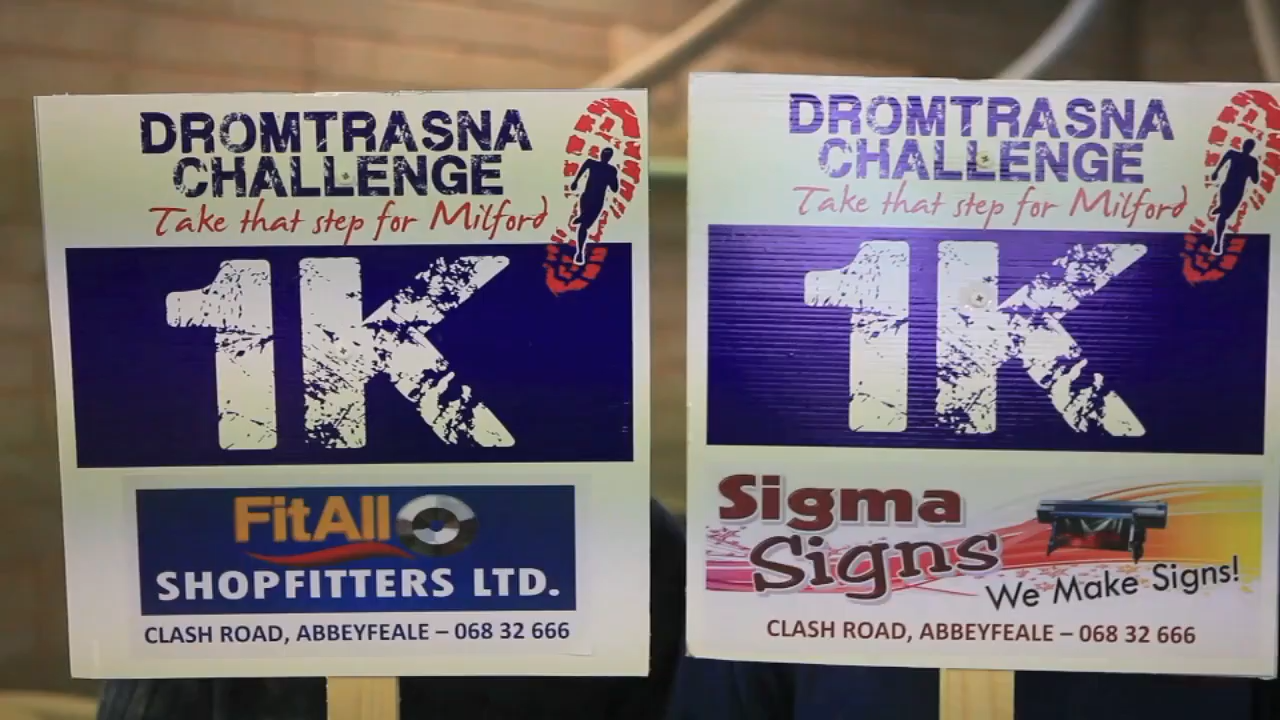 DROMTRASNA
CHALLENGE
Take that step for Milford
1K
FitAll
SHOPFITTERS LTD.
CLASH ROAD, ABBEYFEALE – 068 32 666
DROMTRASNA
CHALLENGE
Take that step for Milford
1K
Sigma
Signs
We Make Signs!
CLASH ROAD, ABBEYFEALE – 068 32 666